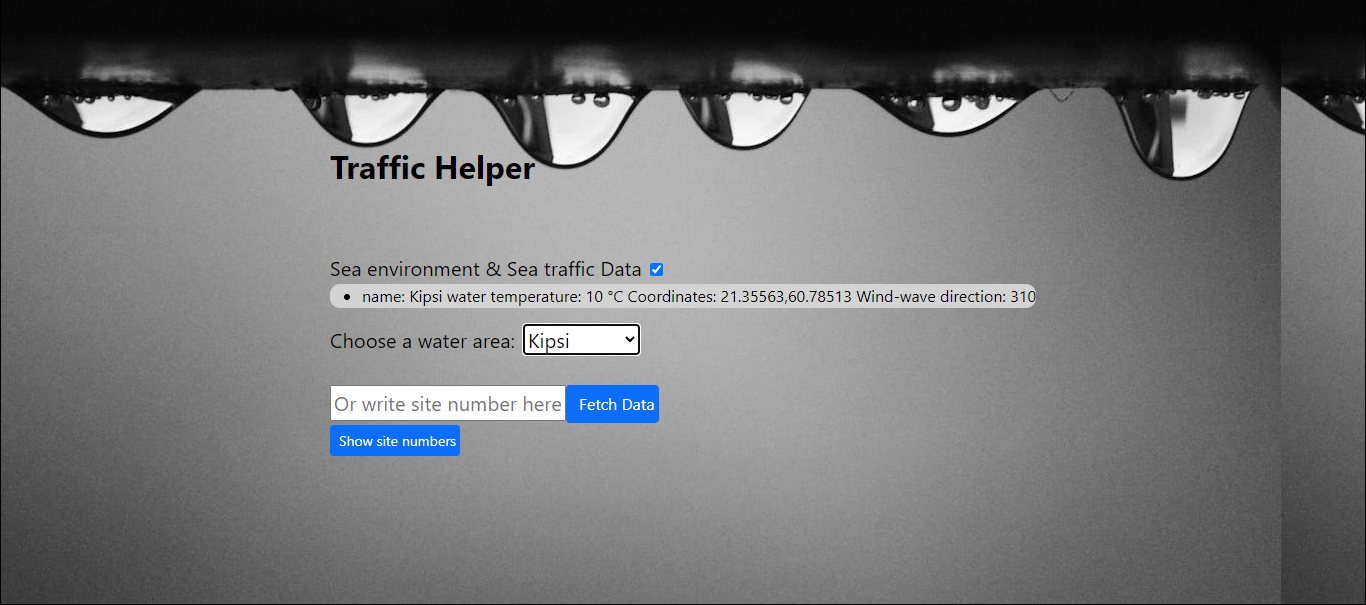 Traffic Helper
Sea environment & Sea traffic Data
name: Kipsi water temperature: 10 °C Coordinates: 21.35563,60.78513 Wind-wave direction: 310
Choose a water area: Kipsi
Or write site number here Fetch Data
Show site numbers